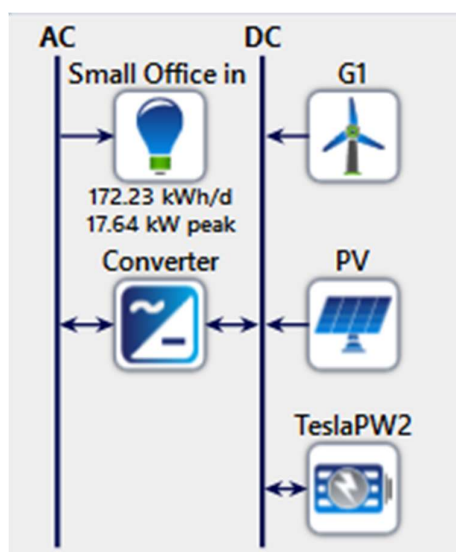 AC
DC
Small Office in
G1
172.23 kWh/d
17.64 kW peak
Converter
PV
TeslaPW2